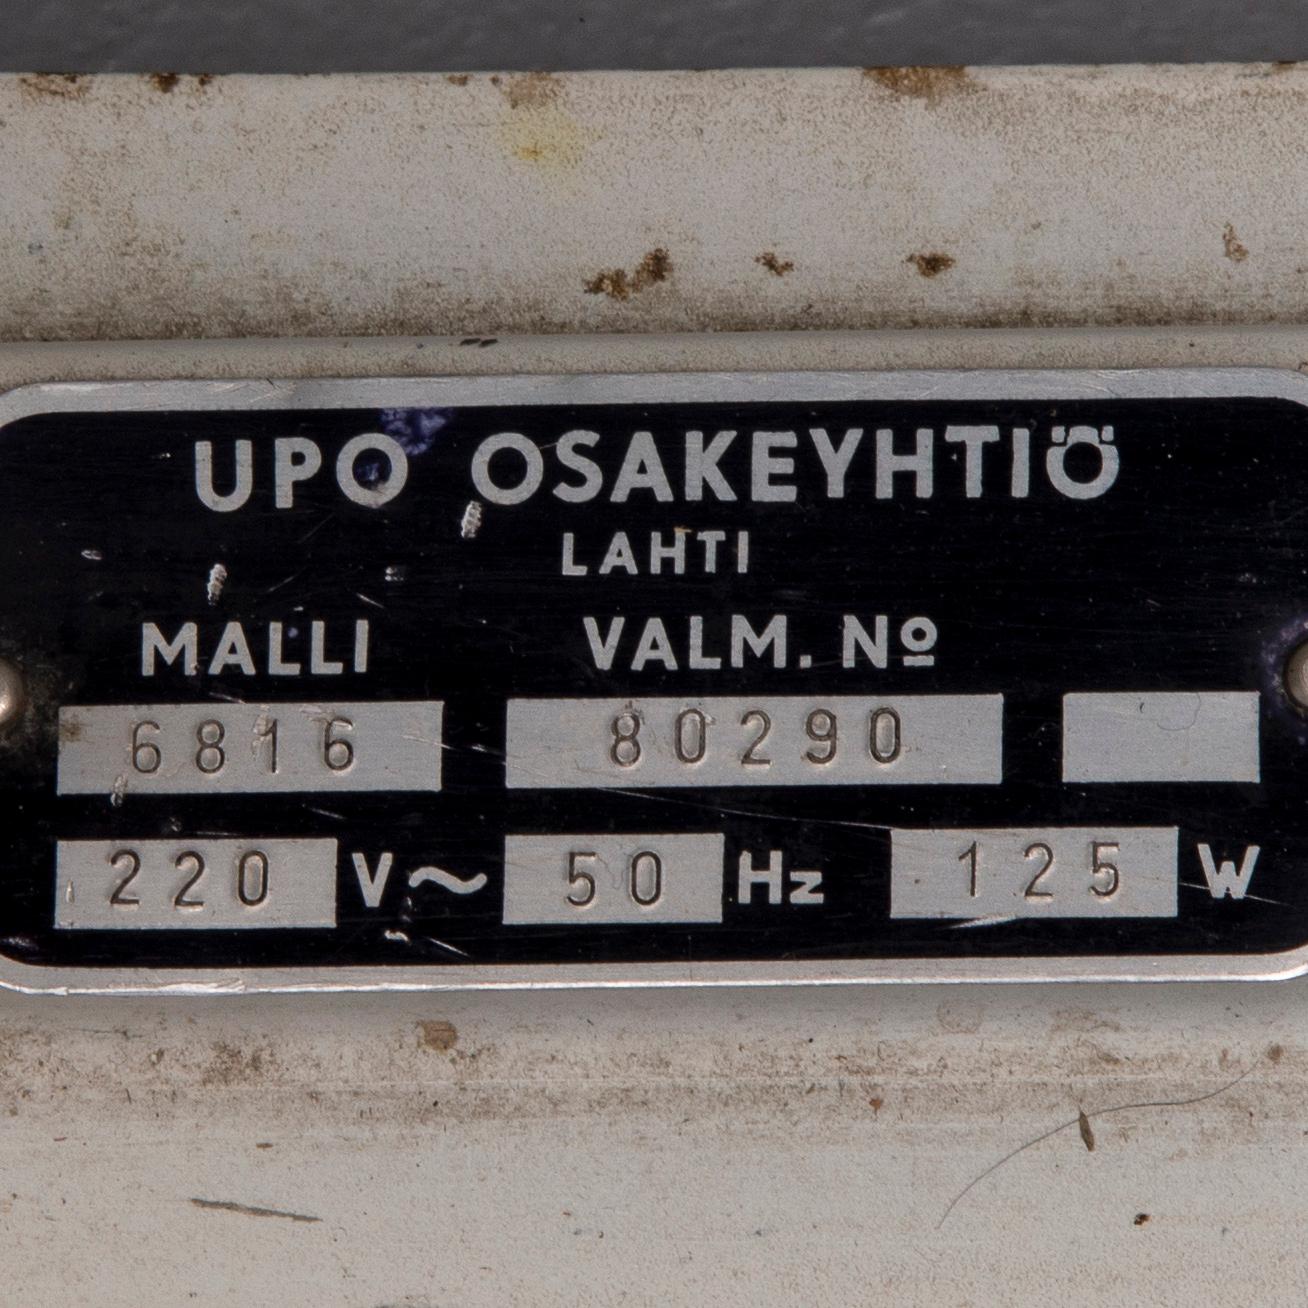 UPO OSAKEYHTIÖ
LAHTI
MALLI VALM. Nº
6816 80290
220 V~ 50 Hz 125 W